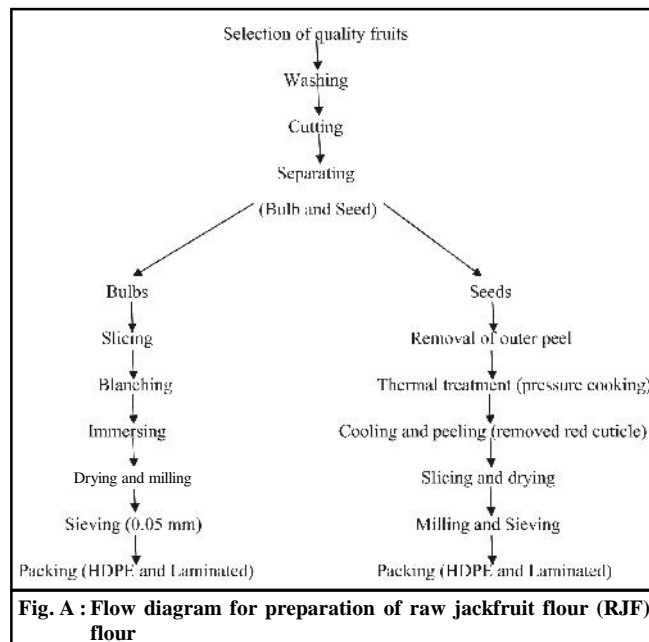 Selection of quality fruits
Washing
Cutting
Separating
(Bulb and Seed)
Bulbs
Slicing
Blanching
Immersing
Drying and milling
Sieving (0.05 mm)
Packing (HDPE and Laminated)
Seeds
Removal of outer peel
Thermal treatment (pressure cooking)
Cooling and peeling (removed red cuticle)
Slicing and drying
Milling and Sieving
Packing (HDPE and Laminated)
Fig. A : Flow diagram for preparation of raw jackfruit flour (RJF)
flour